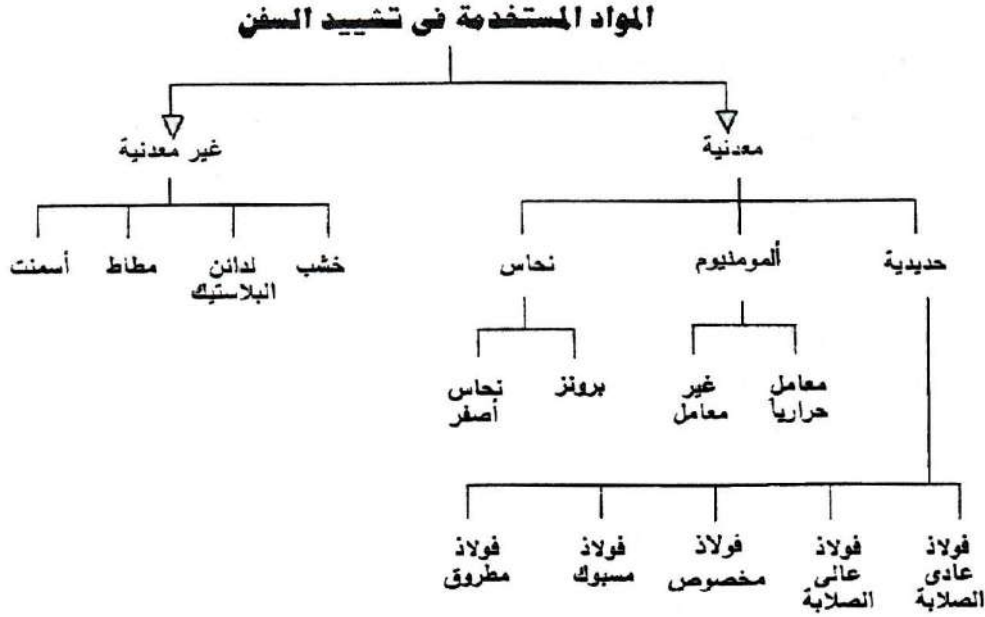 المواد المستخدمة فى تشييد السفن
معدنية
غير معدنية
حديدية
ألومنيوم
نحاس
خشب
لدائن
البلاستيك
مطاط
أسمنت
معامل
حرارياً
غير
معامل
برونز
نحاس
أصفر
فولاذ
عادى
الصلابة
فولاذ
عالى
الصلابة
فولاذ
مخصوص
فولاذ
مسبوك
فولاذ
مطروق